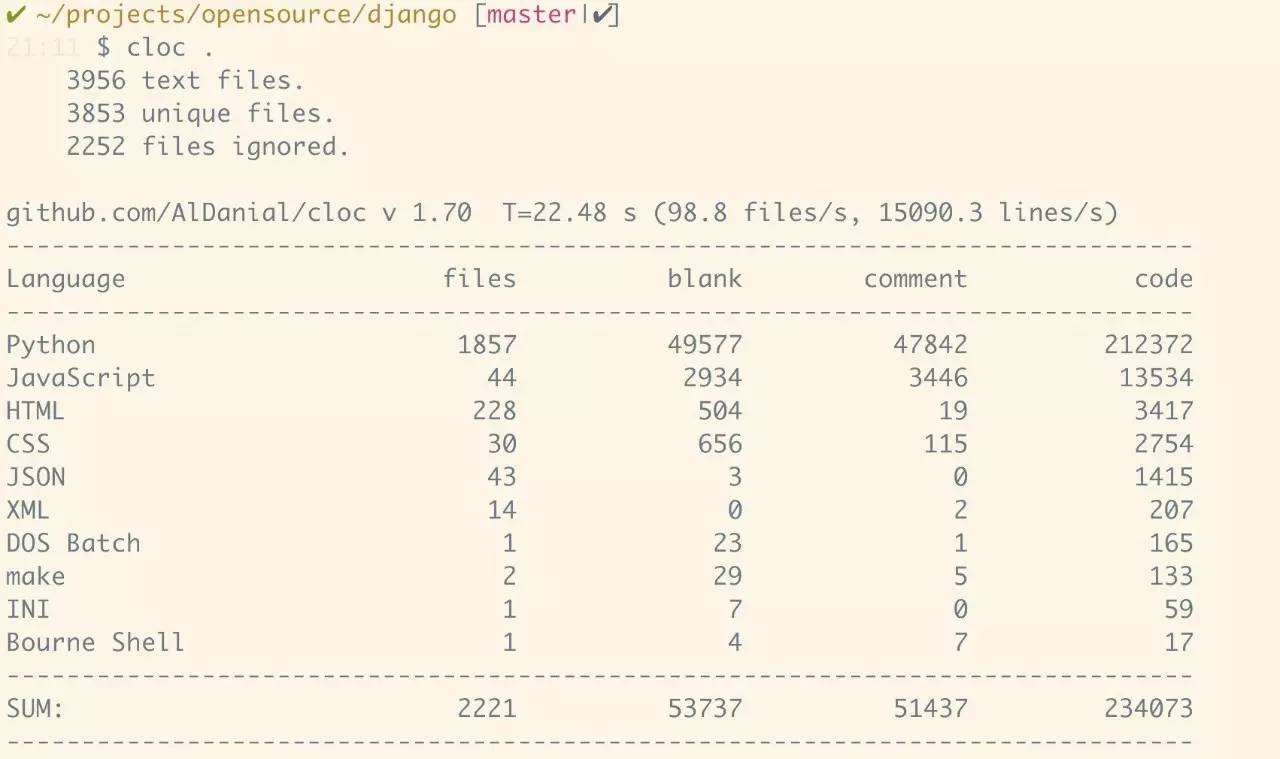 ✔ ~/projects/opensource/django [master|✔]
21:11 $ cloc .
    3956 text files.
    3853 unique files.
    2252 files ignored.

github.com/AlDanial/cloc v 1.70  T=22.48 s (98.8 files/s, 15090.3 lines/s)
-------------------------------------------------------------------------------
Language                     files          blank        comment           code
-------------------------------------------------------------------------------
Python                        1857          49577          47842         212372
JavaScript                      44           2934           3446          13534
HTML                           228            504             19           3417
CSS                             30            656            115           2754
JSON                            43              3              0           1415
XML                             14              0              2            207
DOS Batch                        1             23              1            165
make                             2             29              5            133
INI                              1              7              0             59
Bourne Shell                     1              4              7             17
-------------------------------------------------------------------------------
SUM:                          2221          53737          51437         234073
-------------------------------------------------------------------------------